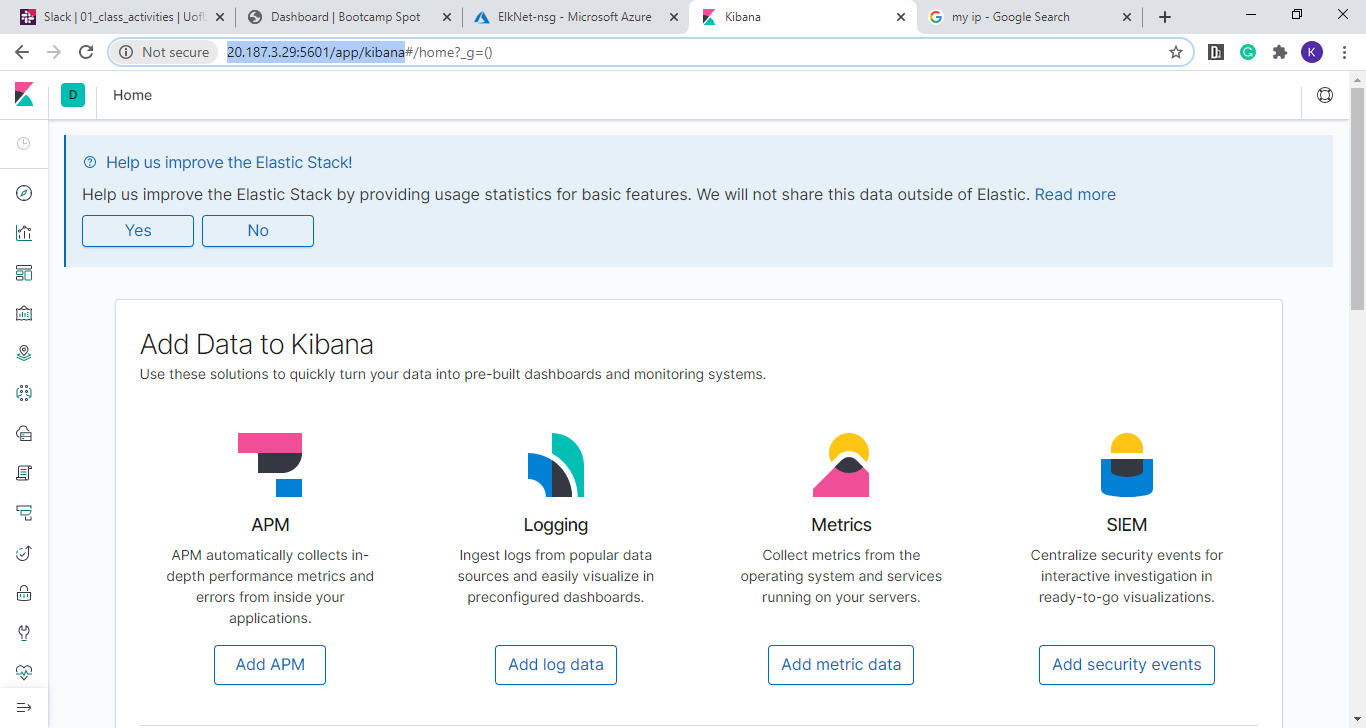 Slack | 01_class_activities | Uofl
Dashboard | Bootcamp Spot
ElkNet-nsg - Microsoft Azure
Kibana
my ip - Google Search
Not secure
20.187.3.29:5601/app/kibana#/home?_g=()
K
D
Home
Help us improve the Elastic Stack!
Help us improve the Elastic Stack by providing usage statistics for basic features. We will not share this data outside of Elastic. Read more
Yes
No
Add Data to Kibana
Use these solutions to quickly turn your data into pre-built dashboards and monitoring systems.
APM
APM automatically collects in-
depth performance metrics and
errors from inside your
applications.
Add APM
Logging
Ingest logs from popular data
sources and easily visualize in
preconfigured dashboards.
Add log data
Metrics
Collect metrics from the
operating system and services
running on your servers.
Add metric data
SIEM
Centralize security events for
interactive investigation in
ready-to-go visualizations.
Add security events